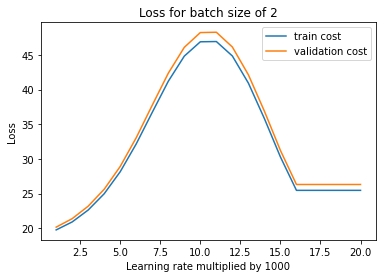 Loss for batch size of 2
train cost
validation cost
Loss
45
40
35
30
25
20
2.5 5.0 7.5 10.0 12.5 15.0 17.5 20.0
Learning rate multiplied by 1000